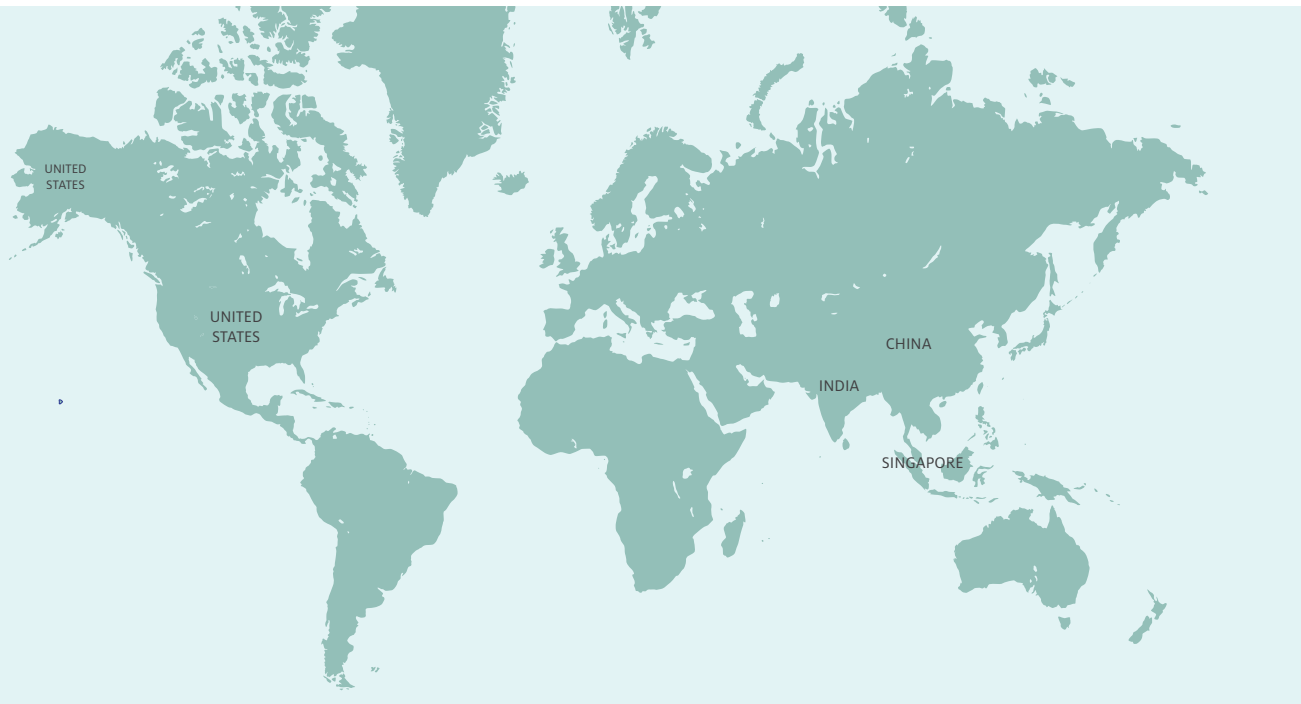 UNITED
STATES
UNITED
STATES
CHINA
INDIA
SINGAPORE